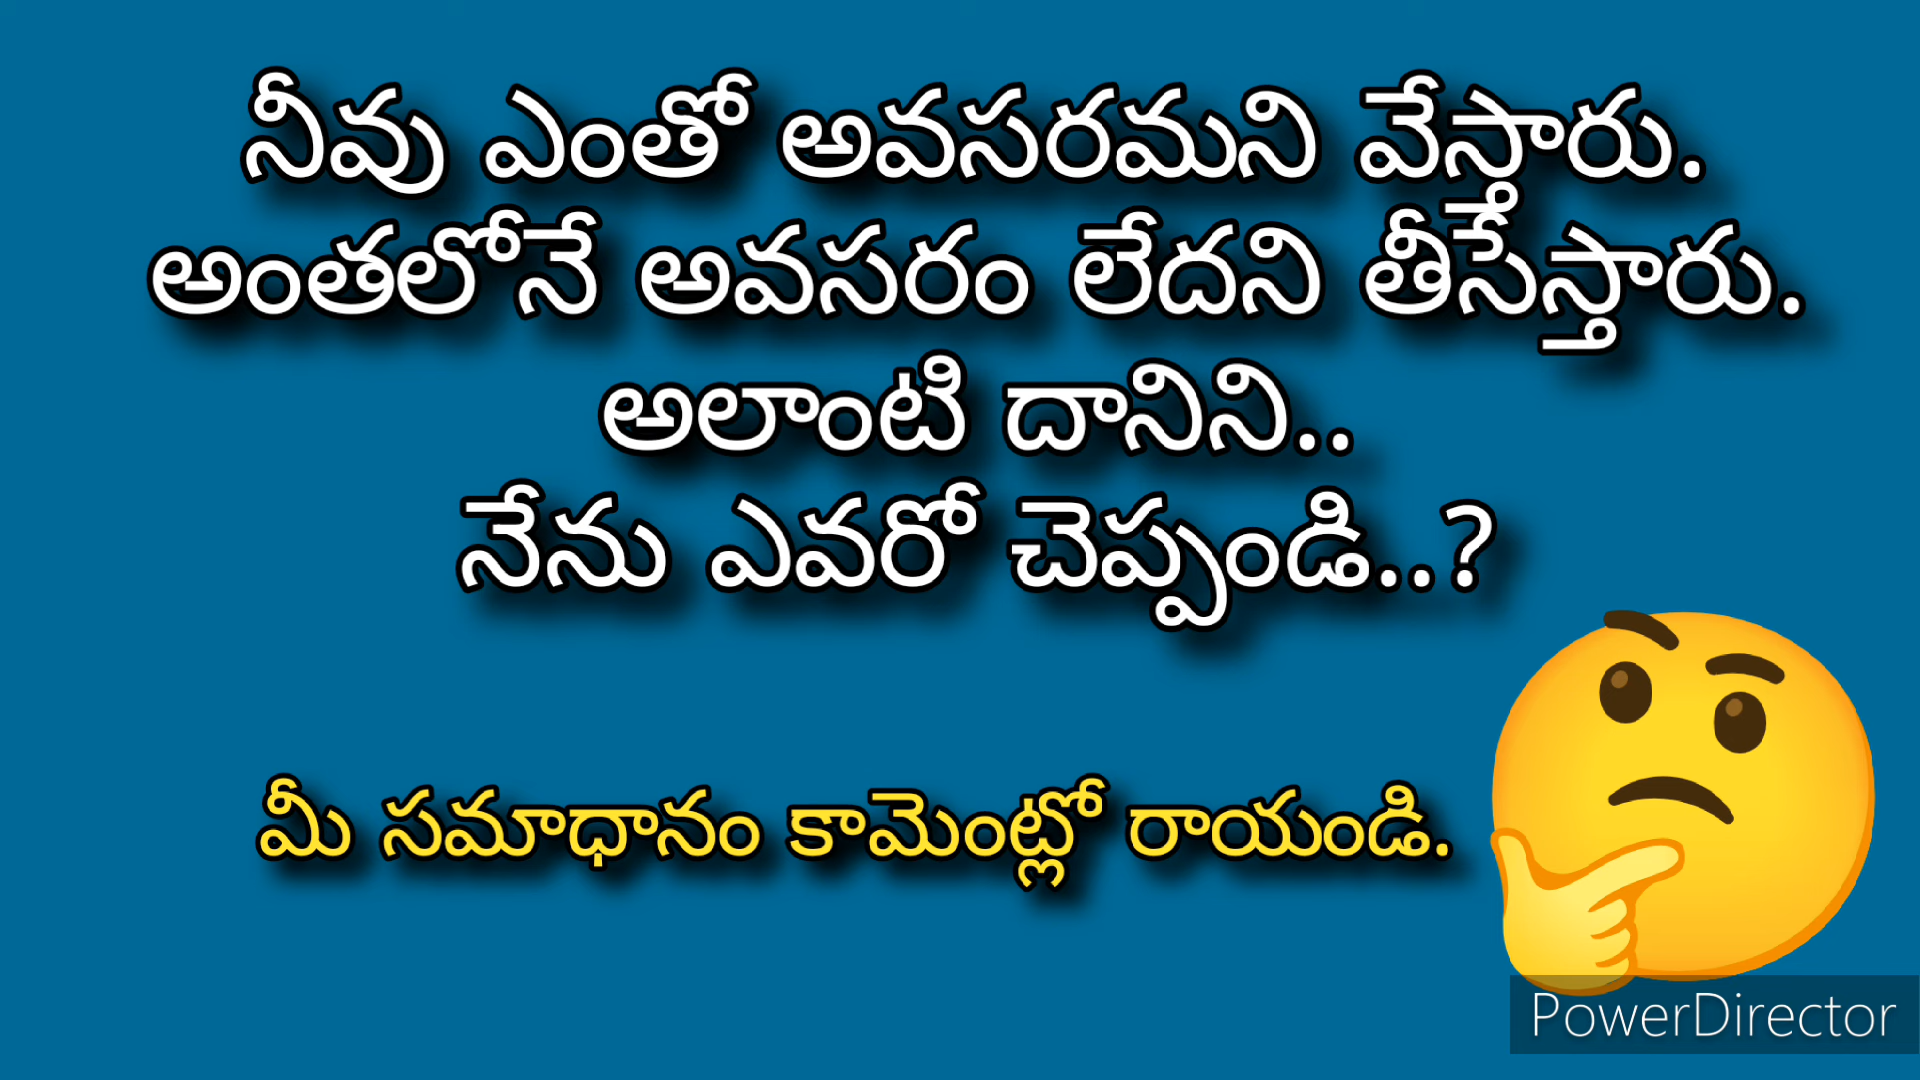 నీవు ఎంతో అవసరమని వేస్తారు.
అంతలోనే అవసరం లేదని తీసేస్తారు.
అలాంటి దానిని..
నేను ఎవరో చెప్పండి..?
మీ సమాధానం కామెంట్లో రాయండి.
PowerDirector